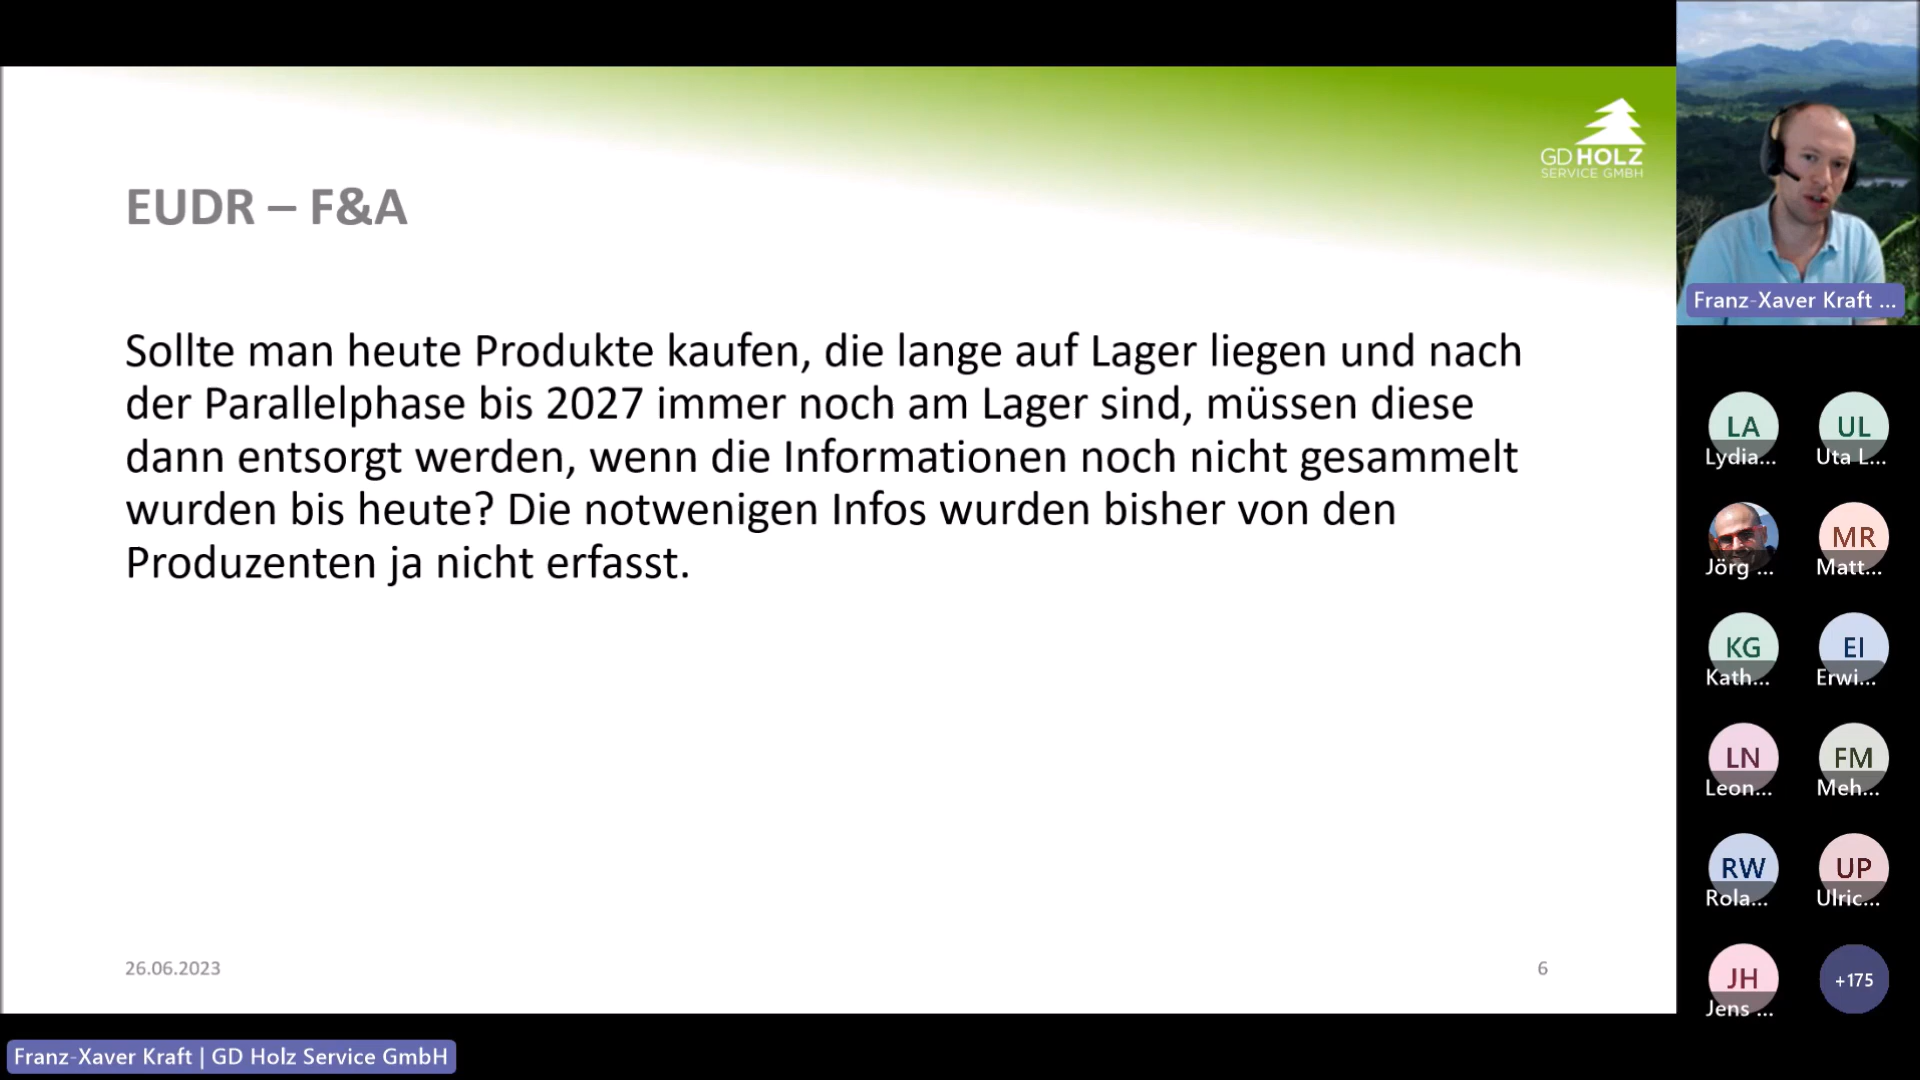 GD HOLZ
SERVICE GMBH
EUDR – F&A
Sollte man heute Produkte kaufen, die lange auf Lager liegen und nach
der Parallelphase bis 2027 immer noch am Lager sind, müssen diese
dann entsorgt werden, wenn die Informationen noch nicht gesammelt
wurden bis heute? Die notwenigen Infos wurden bisher von den
Produzenten ja nicht erfasst.
26.06.2023
6
Franz-Xaver Kraft | GD Holz Service GmbH
Franz-Xaver Kraft ...
LA
Lydia...
UL
Uta L...
Jörg ...
MR
Matt...
KG
Kath...
EI
Erwi...
LN
Leon...
FM
Meh...
RW
Rola...
UP
Ulric...
JH
Jens ...
+175